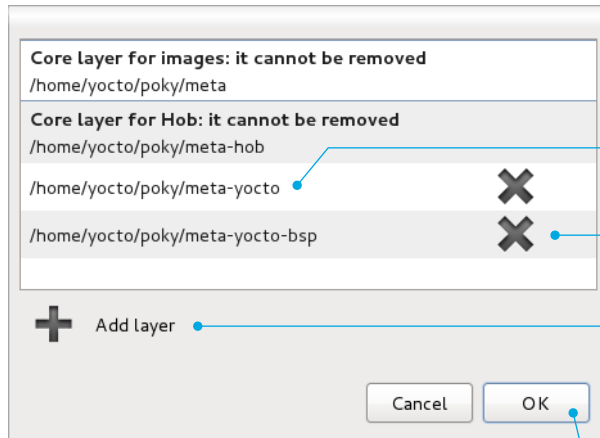 Core layer for images: it cannot be removed
/home/yocto/poky/meta
Core layer for Hob: it cannot be removed
/home/yocto/poky/meta-hob
/home/yocto/poky/meta-yocto
/home/yocto/poky/meta-yocto-bsp
Add layer
Cancel OK